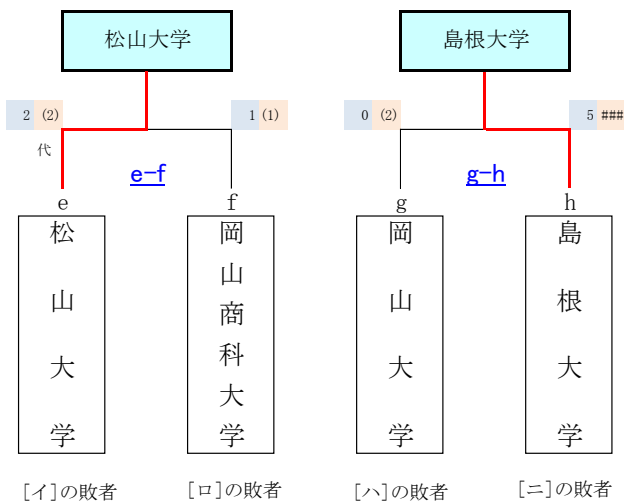 松山大学 島根大学
2 (2) 1 (1) 0 (2) 5 ###
代
e-f g-h
e f g h
松山大学
岡山商科大学
岡山大学
島根大学
[イ]の敗者 [ロ]の敗者 [ハ]の敗者 [ニ]の敗者